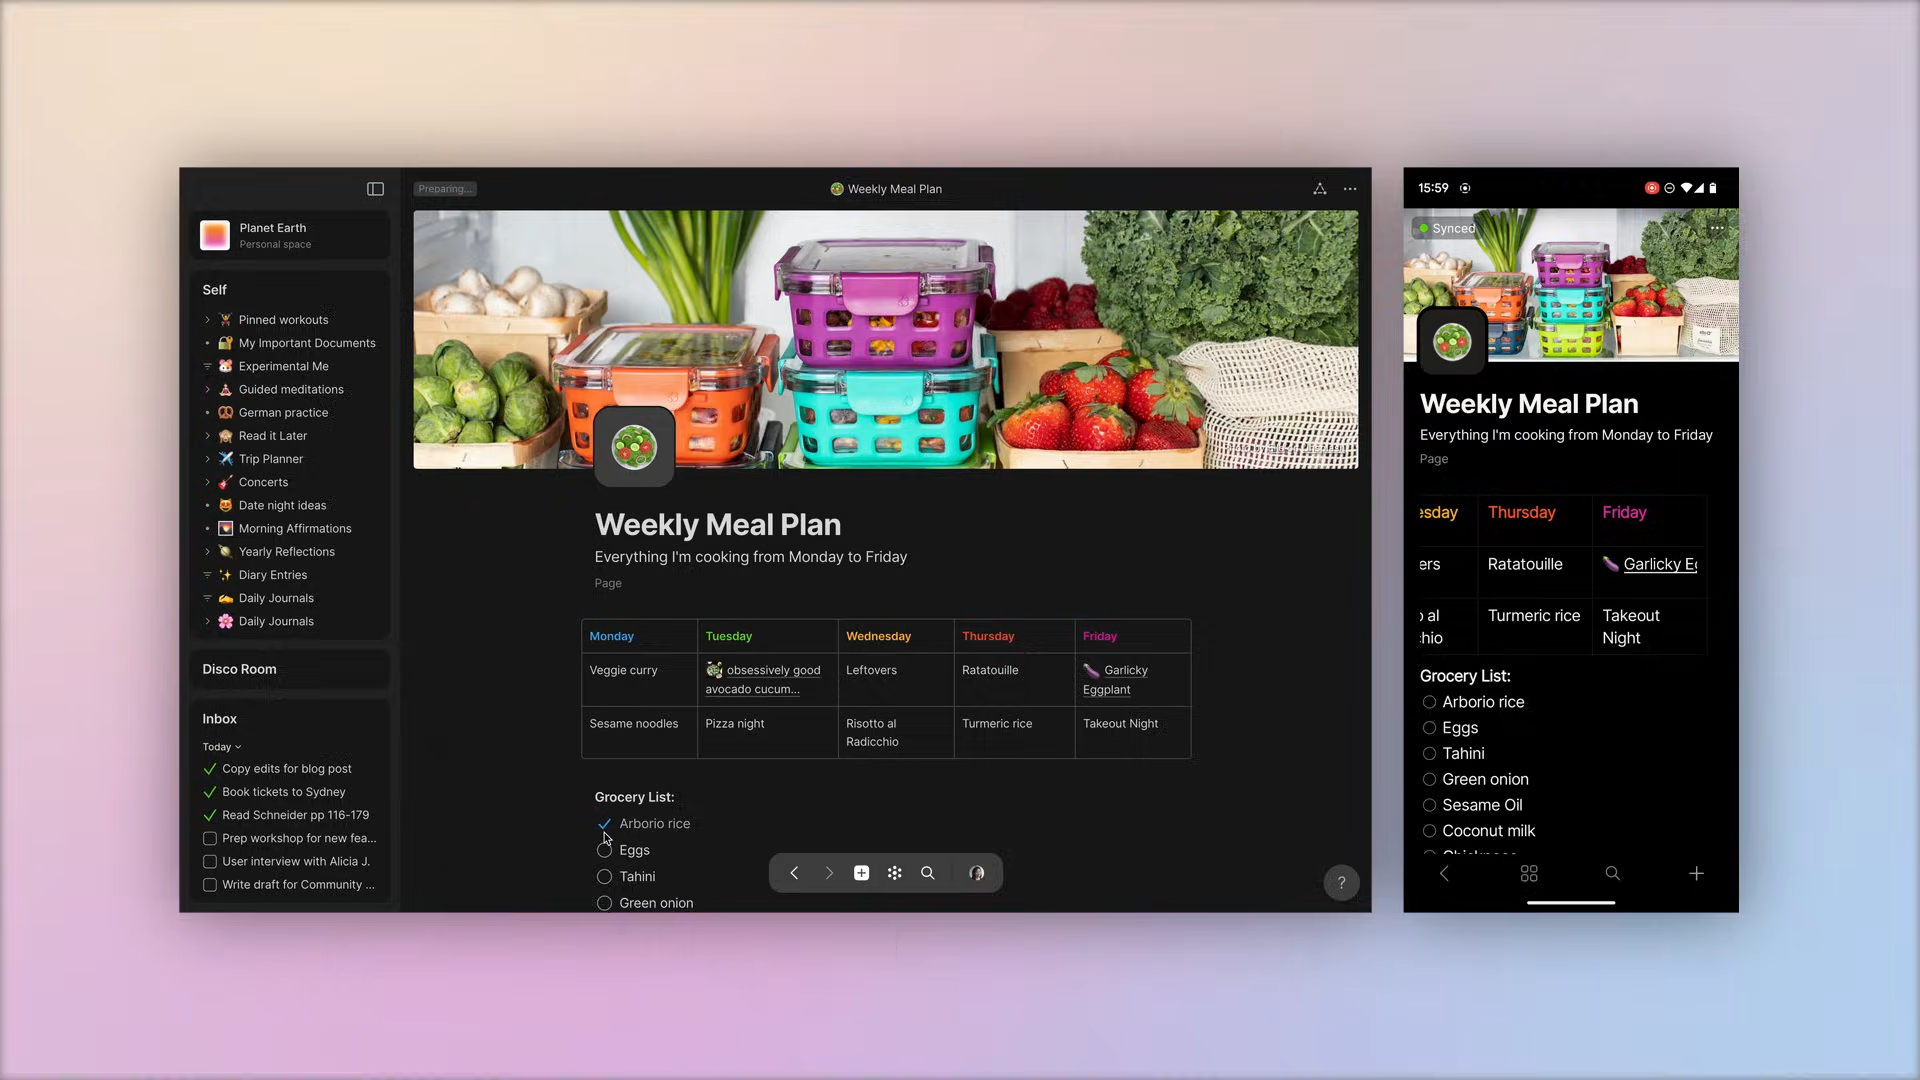 Planet Earth
Personal space
Self
Pinned workouts
My Important Documents
Experimental Me
Guided meditations
German practice
Read it Later
Trip Planner
Concerts
Date night ideas
Morning Affirmations
Yearly Reflections
Diary Entries
Daily Journals
Daily Journals
Disco Room
Inbox
Today
Copy edits for blog post
Book tickets to Sydney
Read Schneider pp 116-179
Prep workshop for new fea...
User interview with Alicia J.
Write draft for Community ...
Preparing...
Weekly Meal Plan
Weekly Meal Plan
Everything I'm cooking from Monday to Friday
Page
Monday Tuesday Wednesday Thursday Friday
Veggie curry obsessively good avocado cucum... Leftovers Ratatouille Garlicky Eggplant
Sesame noodles Pizza night Risotto al Radicchio Turmeric rice Takeout Night
Grocery List:
Arborio rice
Eggs
Tahini
Green onion
?
15:59
Synced
Weekly Meal Plan
Everything I'm cooking from Monday to Friday
Page
esday Thursday Friday
ers Ratatouille Garlicky E
al Turmeric rice Takeout
hio Night
Grocery List:
Arborio rice
Eggs
Tahini
Green onion
Sesame Oil
Coconut milk